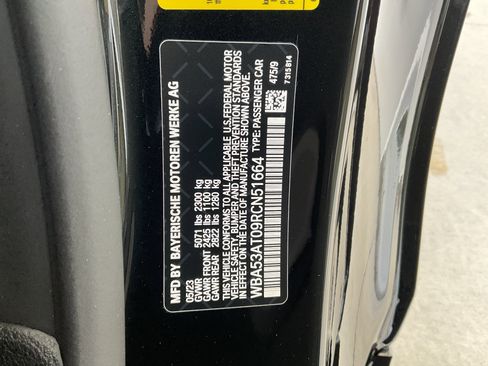 MFD BY BAYERISCHE MOTOREN WERKE AG
05/23
GVWR 5071 lbs 2300 kg
GAWR FRONT 2425 lbs 1100 kg
GAWR REAR 2822 lbs 1280 kg
THIS VEHICLE CONFORMS TO ALL APPLICABLE U.S.FEDERAL MOTOR
VEHICLE SAFETY, BUMPER AND THEFT PREVENTION STANDARDS
IN EFFECT ON THE DATE OF MANUFACTURE SHOWN ABOVE.
WBA53AT09RCN51664 TYPE: PASSENGER CAR
475/9
7 315 814